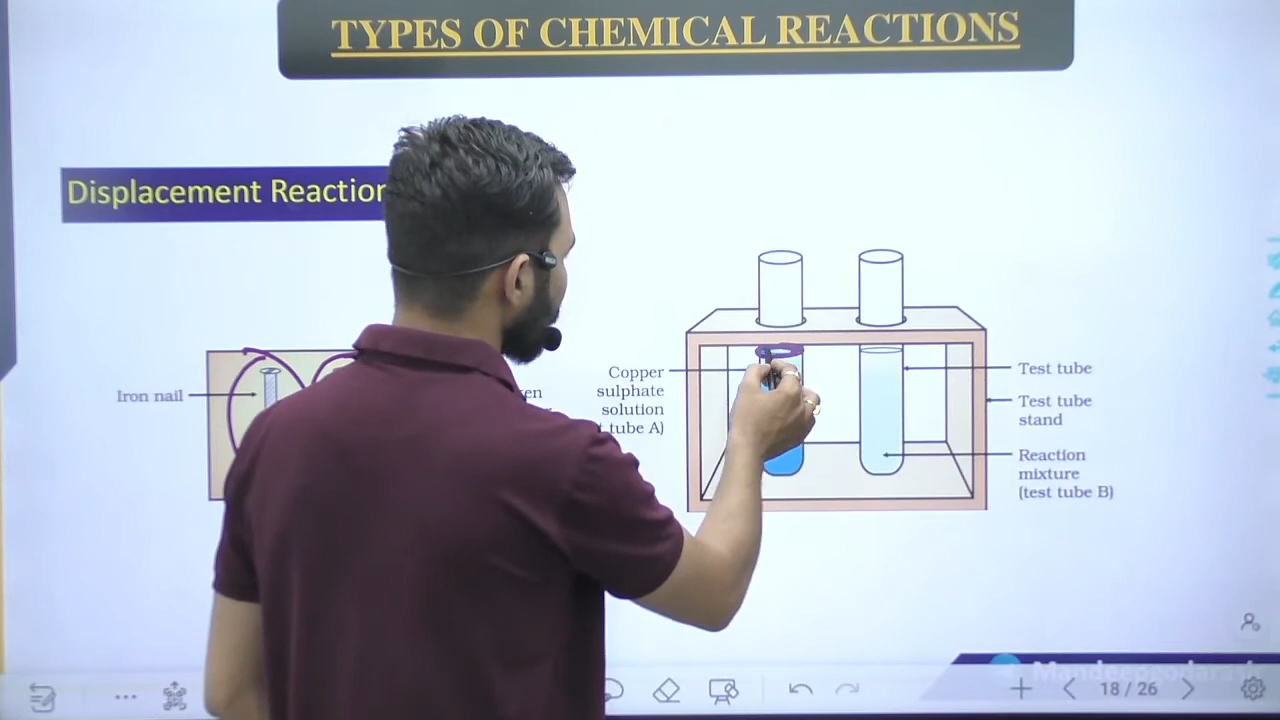 TYPES OF CHEMICAL REACTIONS
Displacement Reaction
Iron nail
Copper
sulphate
solution
tube A)
Test tube
Test tube
stand
Reaction
mixture
(test tube B)
18 / 26